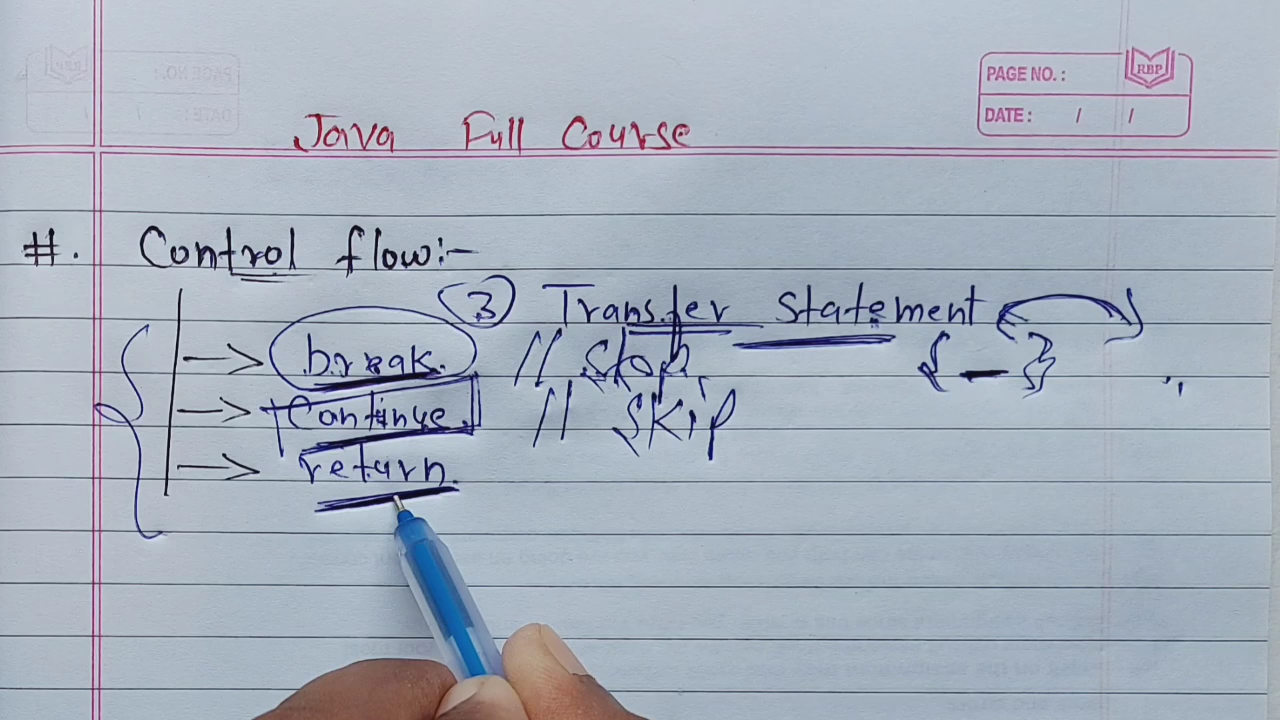 PAGE NO. :
RBP
DATE : / /
Java Full Course
#. Control flow:-
3 Transfer statement
break. // stop.
{ - }
Continue. // skip
return.